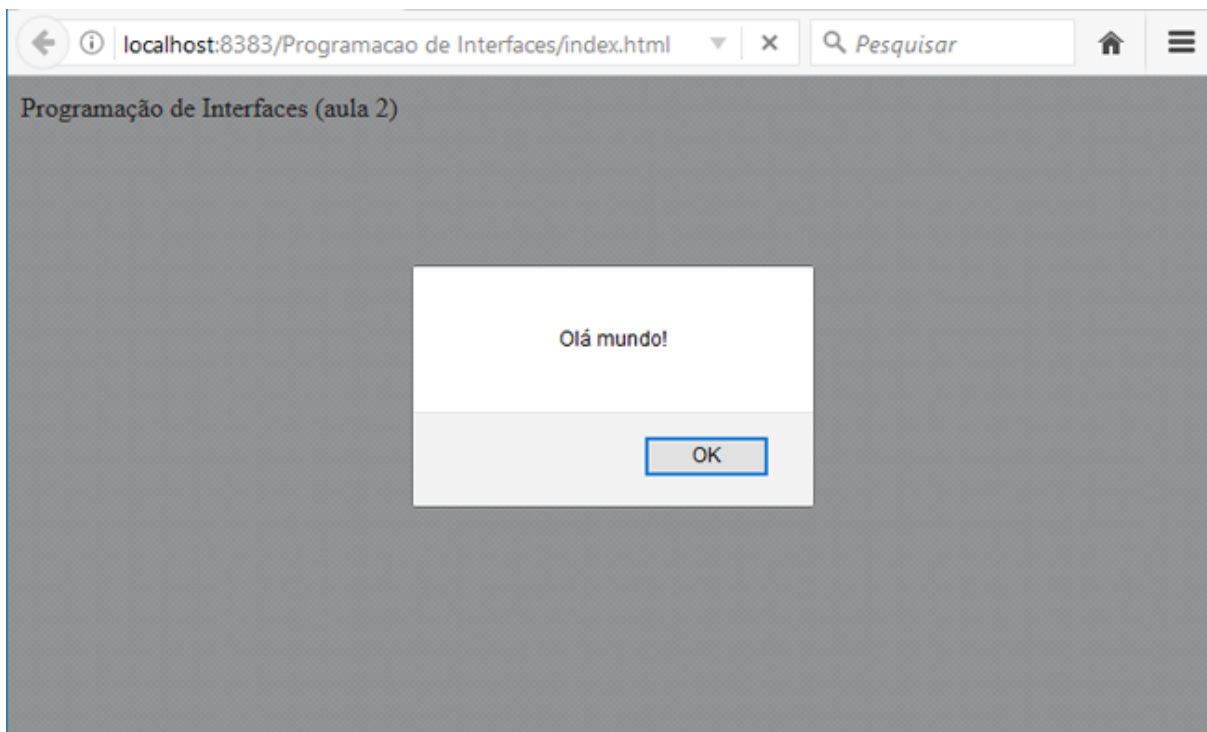 localhost:8383/Programacao de Interfaces/index.html
Pesquisar
Programação de Interfaces (aula 2)
Olá mundo!
OK